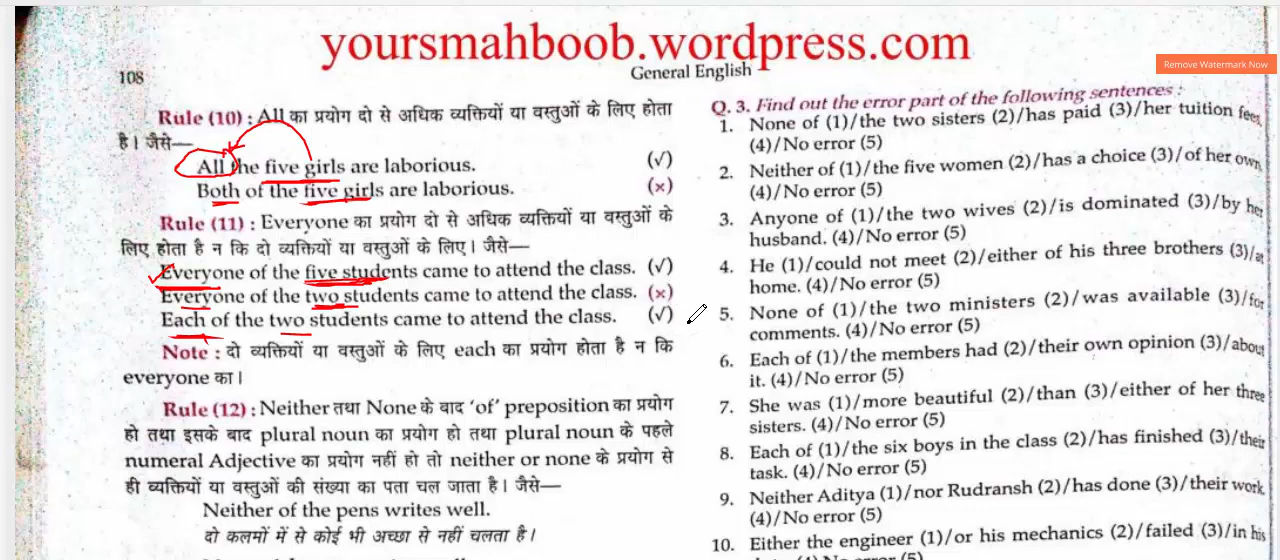 yoursmahboob.wordpress.com
Remove Watermark Now
108
General English
Rule (10) : All का प्रयोग दो से अधिक व्यक्तियों या वस्तुओं के लिए होता
है। जैसे—
All the five girls are laborious. (√)
Both of the five girls are laborious. (×)
Rule (11) : Everyone का प्रयोग दो से अधिक व्यक्तियों या वस्तुओं के
लिए होता है न कि दो व्यक्तियों या वस्तुओं के लिए। जैसे—
Everyone of the five students came to attend the class. (√)
Everyone of the two students came to attend the class. (×)
Each of the two students came to attend the class. (√)
Note : दो व्यक्तियों या वस्तुओं के लिए each का प्रयोग होता है न कि
everyone का।
Rule (12) : Neither तथा None के बाद 'of' preposition का प्रयोग
हो तथा इसके बाद plural noun का प्रयोग हो तथा plural noun के पहले
numeral Adjective का प्रयोग नहीं हो तो neither or none के प्रयोग से
ही व्यक्तियों या वस्तुओं की संख्या का पता चल जाता है। जैसे—
Neither of the pens writes well.
दो कलमों में से कोई भी अच्छा से नहीं चलता है।
Q. 3. Find out the error part of the following sentences :
1. None of (1)/the two sisters (2)/has paid (3)/her tuition fees.
(4)/No error (5)
2. Neither of (1)/the five women (2)/has a choice (3)/of her own.
(4)/No error (5)
3. Anyone of (1)/the two wives (2)/is dominated (3)/by her
husband. (4)/No error (5)
4. He (1)/could not meet (2)/either of his three brothers (3)/at
home. (4)/No error (5)
5. None of (1)/the two ministers (2)/was available (3)/for
comments. (4)/No error (5)
6. Each of (1)/the members had (2)/their own opinion (3)/about
it. (4)/No error (5)
7. She was (1)/more beautiful (2)/than (3)/either of her three
sisters. (4)/No error (5)
8. Each of (1)/the six boys in the class (2)/has finished (3)/their
task. (4)/No error (5)
9. Neither Aditya (1)/nor Rudransh (2)/has done (3)/their work.
(4)/No error (5)
10. Either the engineer (1)/or his mechanics (2)/failed (3)/in his